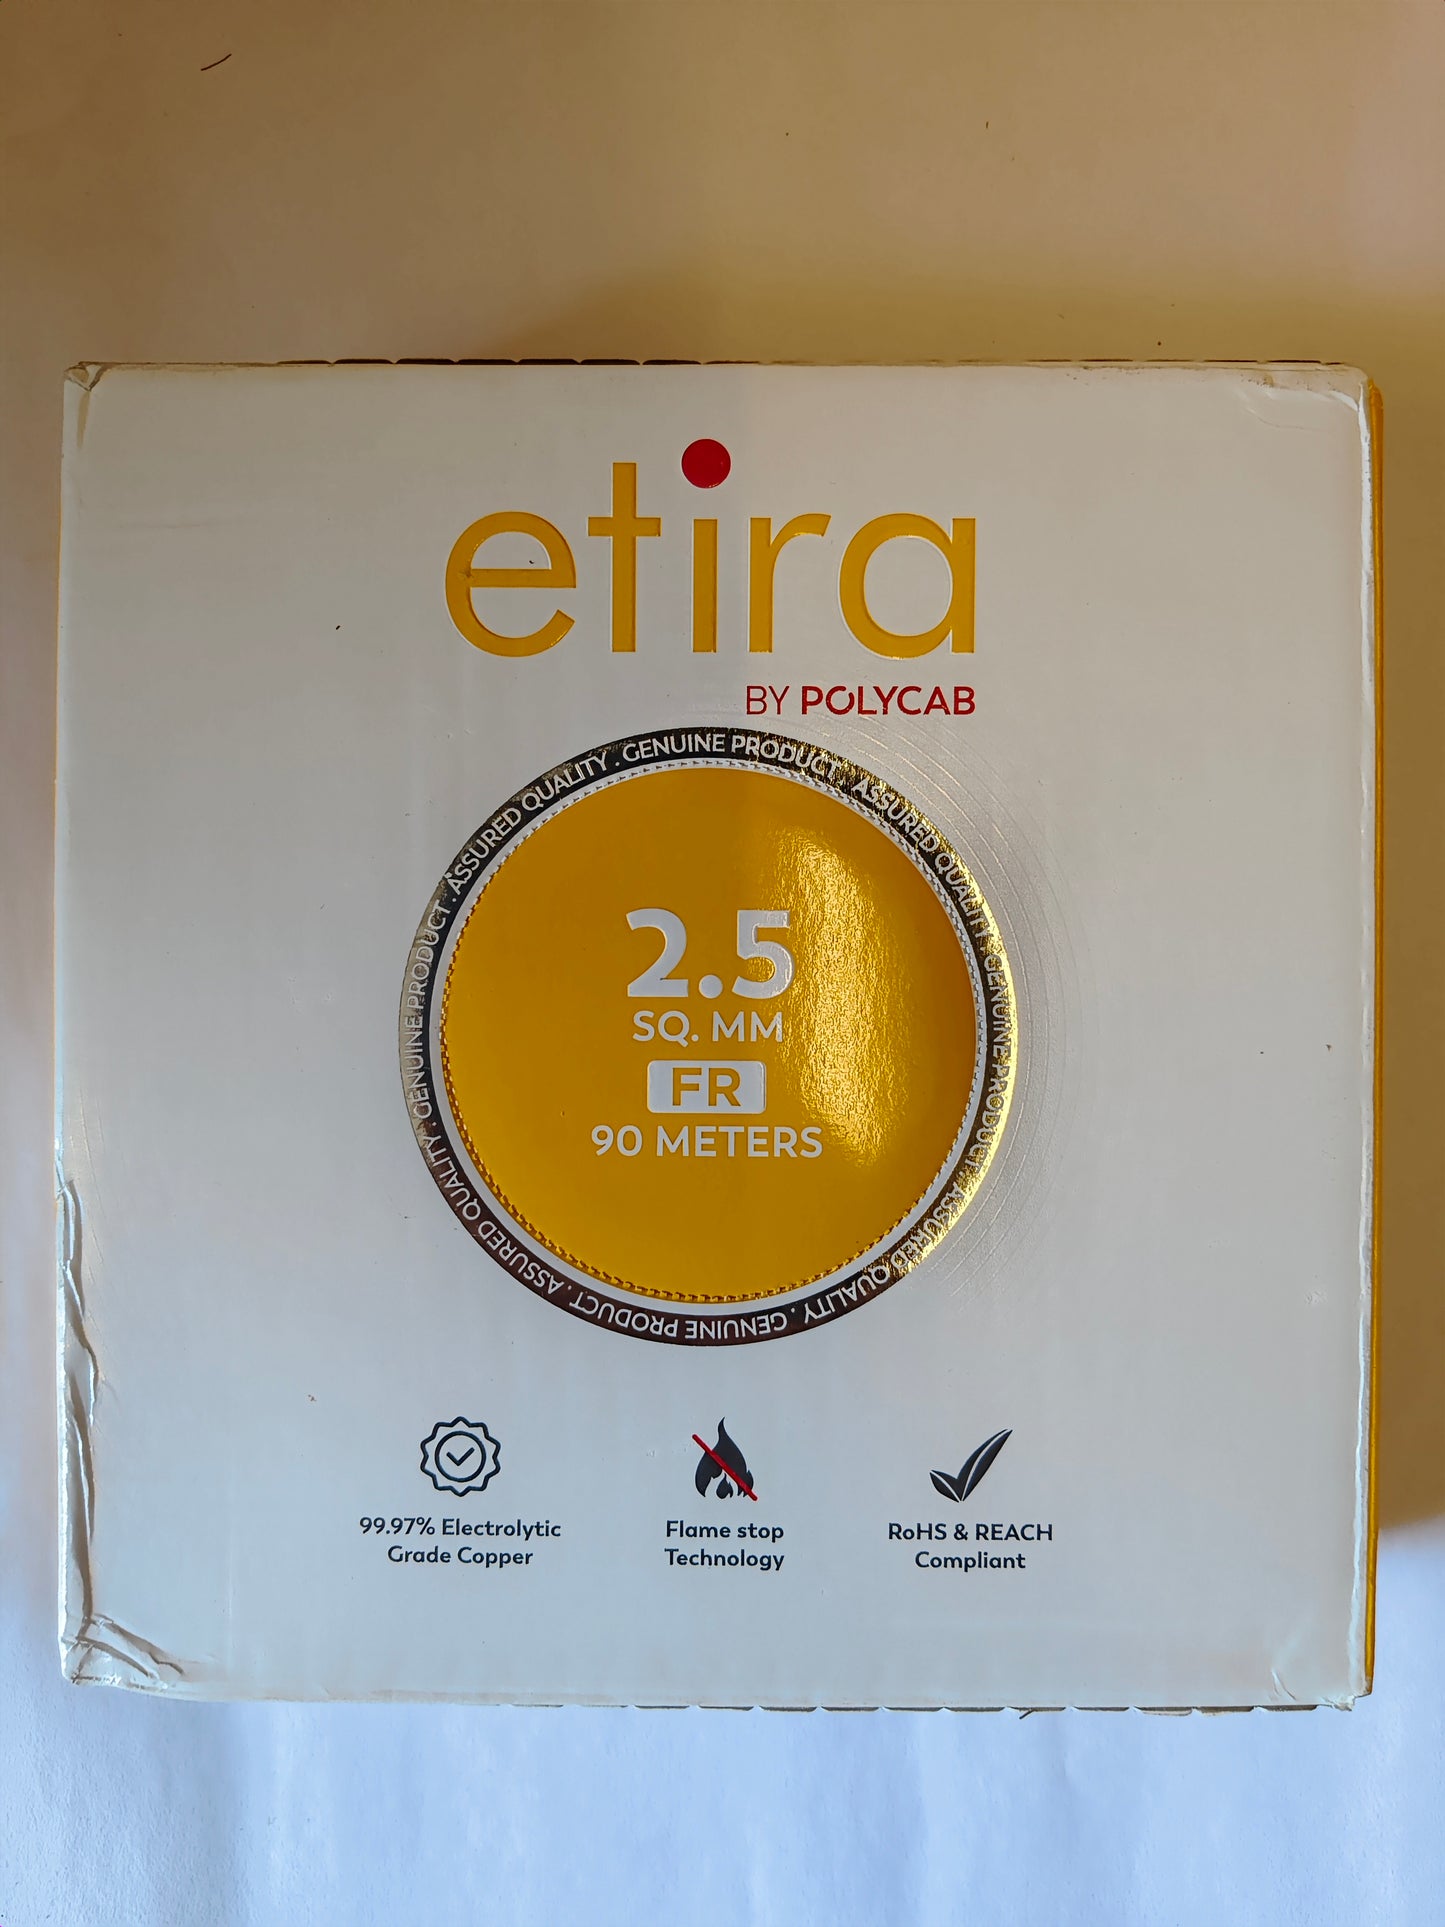 etira
BY POLYCAB
GENUINE PRODUCT . ASSURED QUALITY . GENUINE PRODUCT . ASSURED QUALITY . GENUINE PRODUCT . ASSURED QUALITY . GENUINE PRODUCT . ASSURED QUALITY .
2.5
SQ. MM
FR
90 METERS
99.97% Electrolytic
Grade Copper
Flame stop
Technology
RoHS & REACH
Compliant